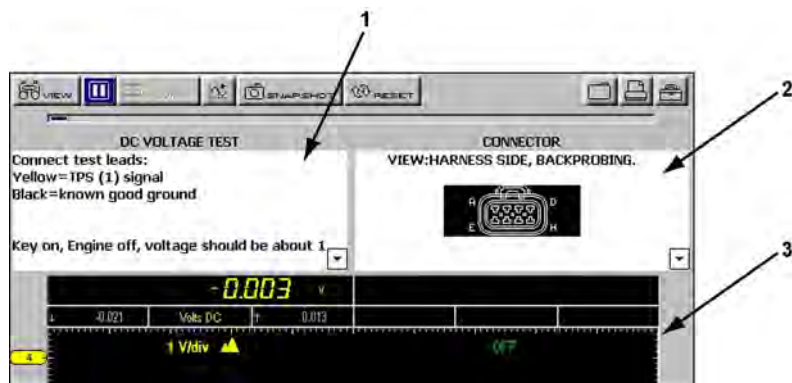 1
VIEW
SNAPSHOT
RESET
2
DC VOLTAGE TEST
CONNECTOR
Connect test leads:
Yellow=TPS (1) signal
Black=known good ground
Key on, Engine off, voltage should be about 1
VIEW:HARNESS SIDE, BACKPROBING.
A
D
E
H
3
-0.003 v
↓ -0.021 Volts DC ↑ 0.013
4
1 V/div
OFF